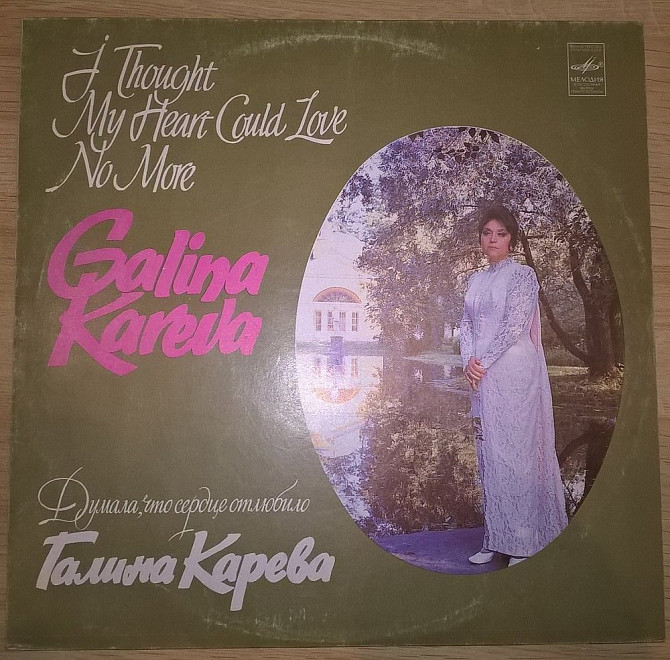 I Thought
My Heart Could Love
No More
МЕЛОДИЯ
Galina
Kareva
Думала, что сердце отлюбило
Галина Карева